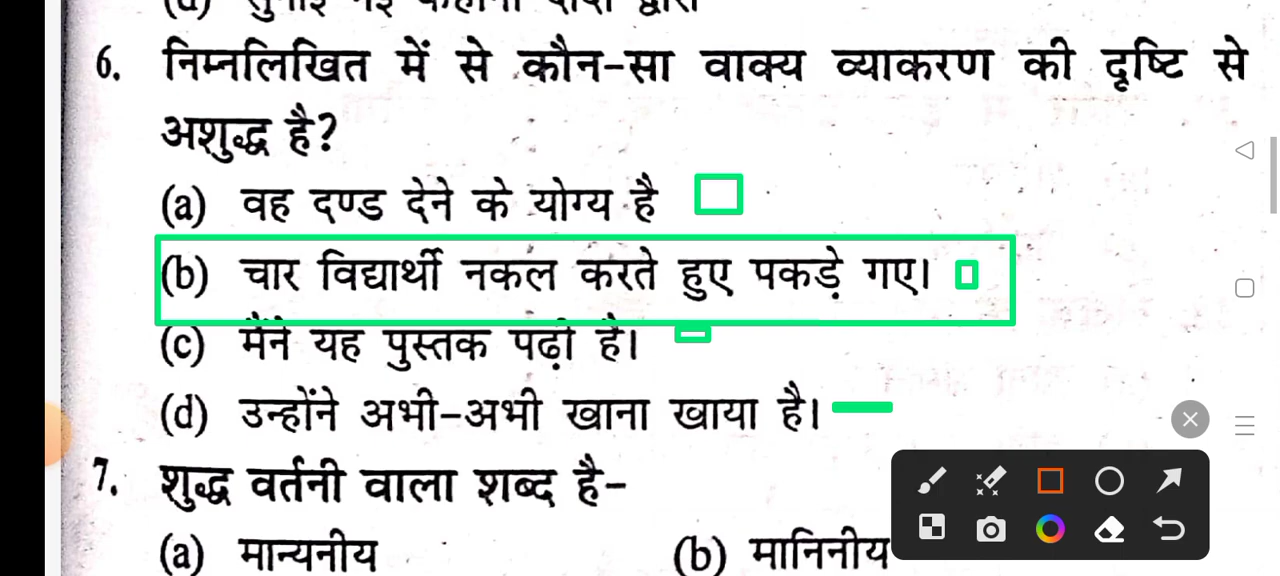 6. निम्नलिखित में से कौन-सा वाक्य व्याकरण की दृष्टि से
अशुद्ध है?
(a) वह दण्ड देने के योग्य है
(b) चार विद्यार्थी नकल करते हुए पकड़े गए।
(c) मैंने यह पुस्तक पढ़ी है।
(d) उन्होंने अभी-अभी खाना खाया है।
7. शुद्ध वर्तनी वाला शब्द है-
(a) मान्यनीय (b) मानिनीय